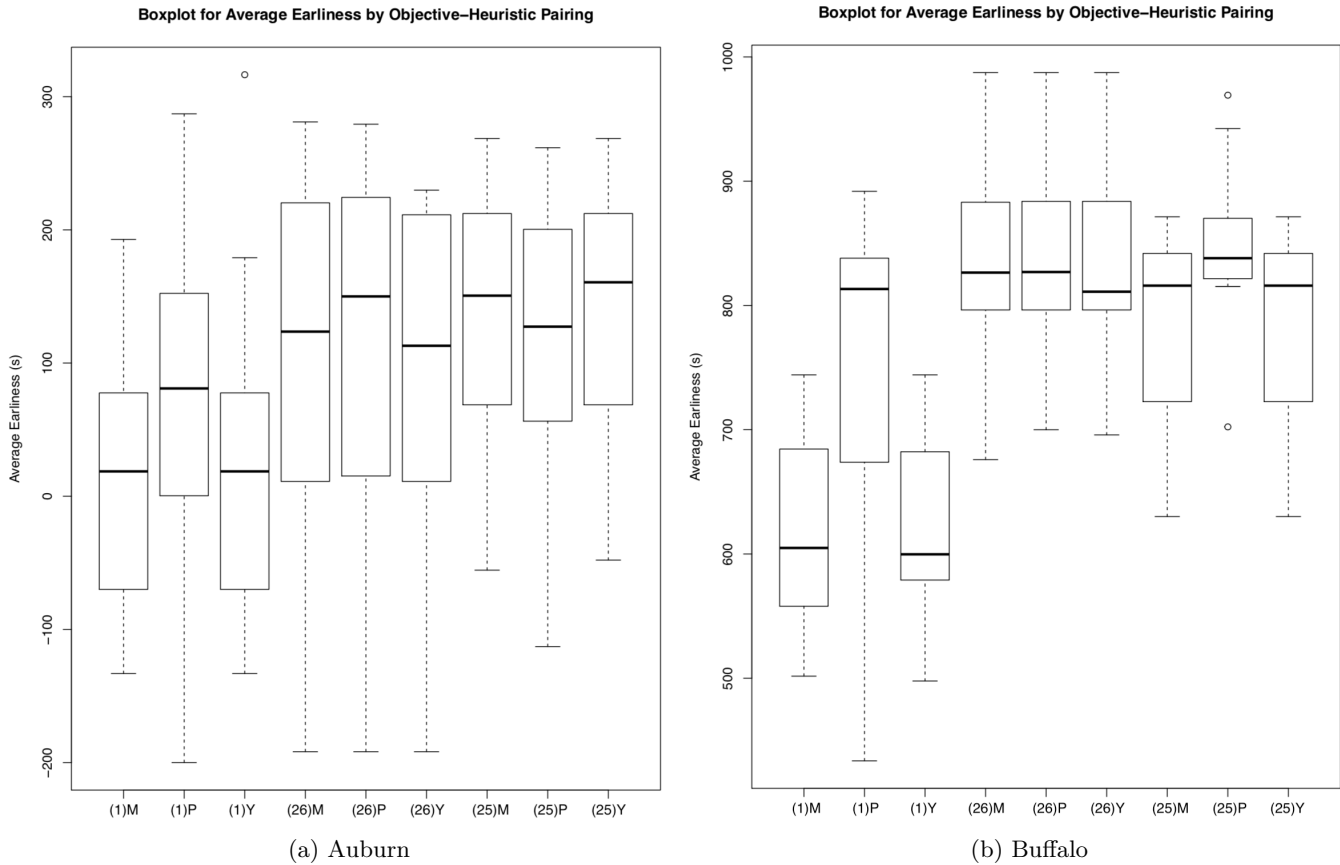 Boxplot for Average Earliness by Objective−Heuristic Pairing
Average Earliness (s)
300
200
100
0
−100
−200
(1)M (1)P (1)Y (26)M (26)P (26)Y (25)M (25)P (25)Y
(a) Auburn
Boxplot for Average Earliness by Objective−Heuristic Pairing
Average Earliness (s)
1000
900
800
700
600
500
(1)M (1)P (1)Y (26)M (26)P (26)Y (25)M (25)P (25)Y
(b) Buffalo